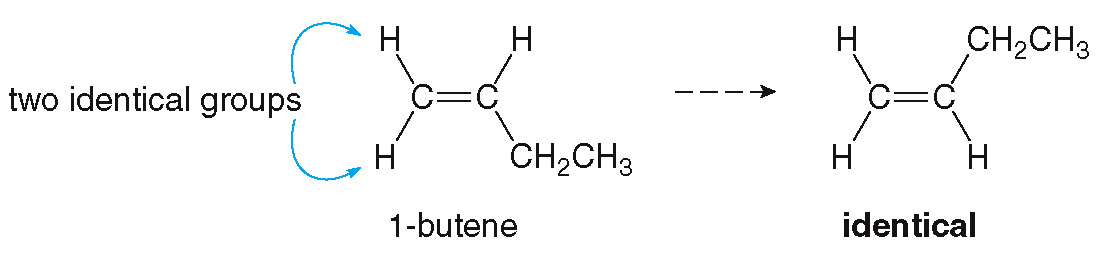 H H H CH₂CH₃
two identical groups C=C C=C
H CH₂CH₃ H H
1-butene identical